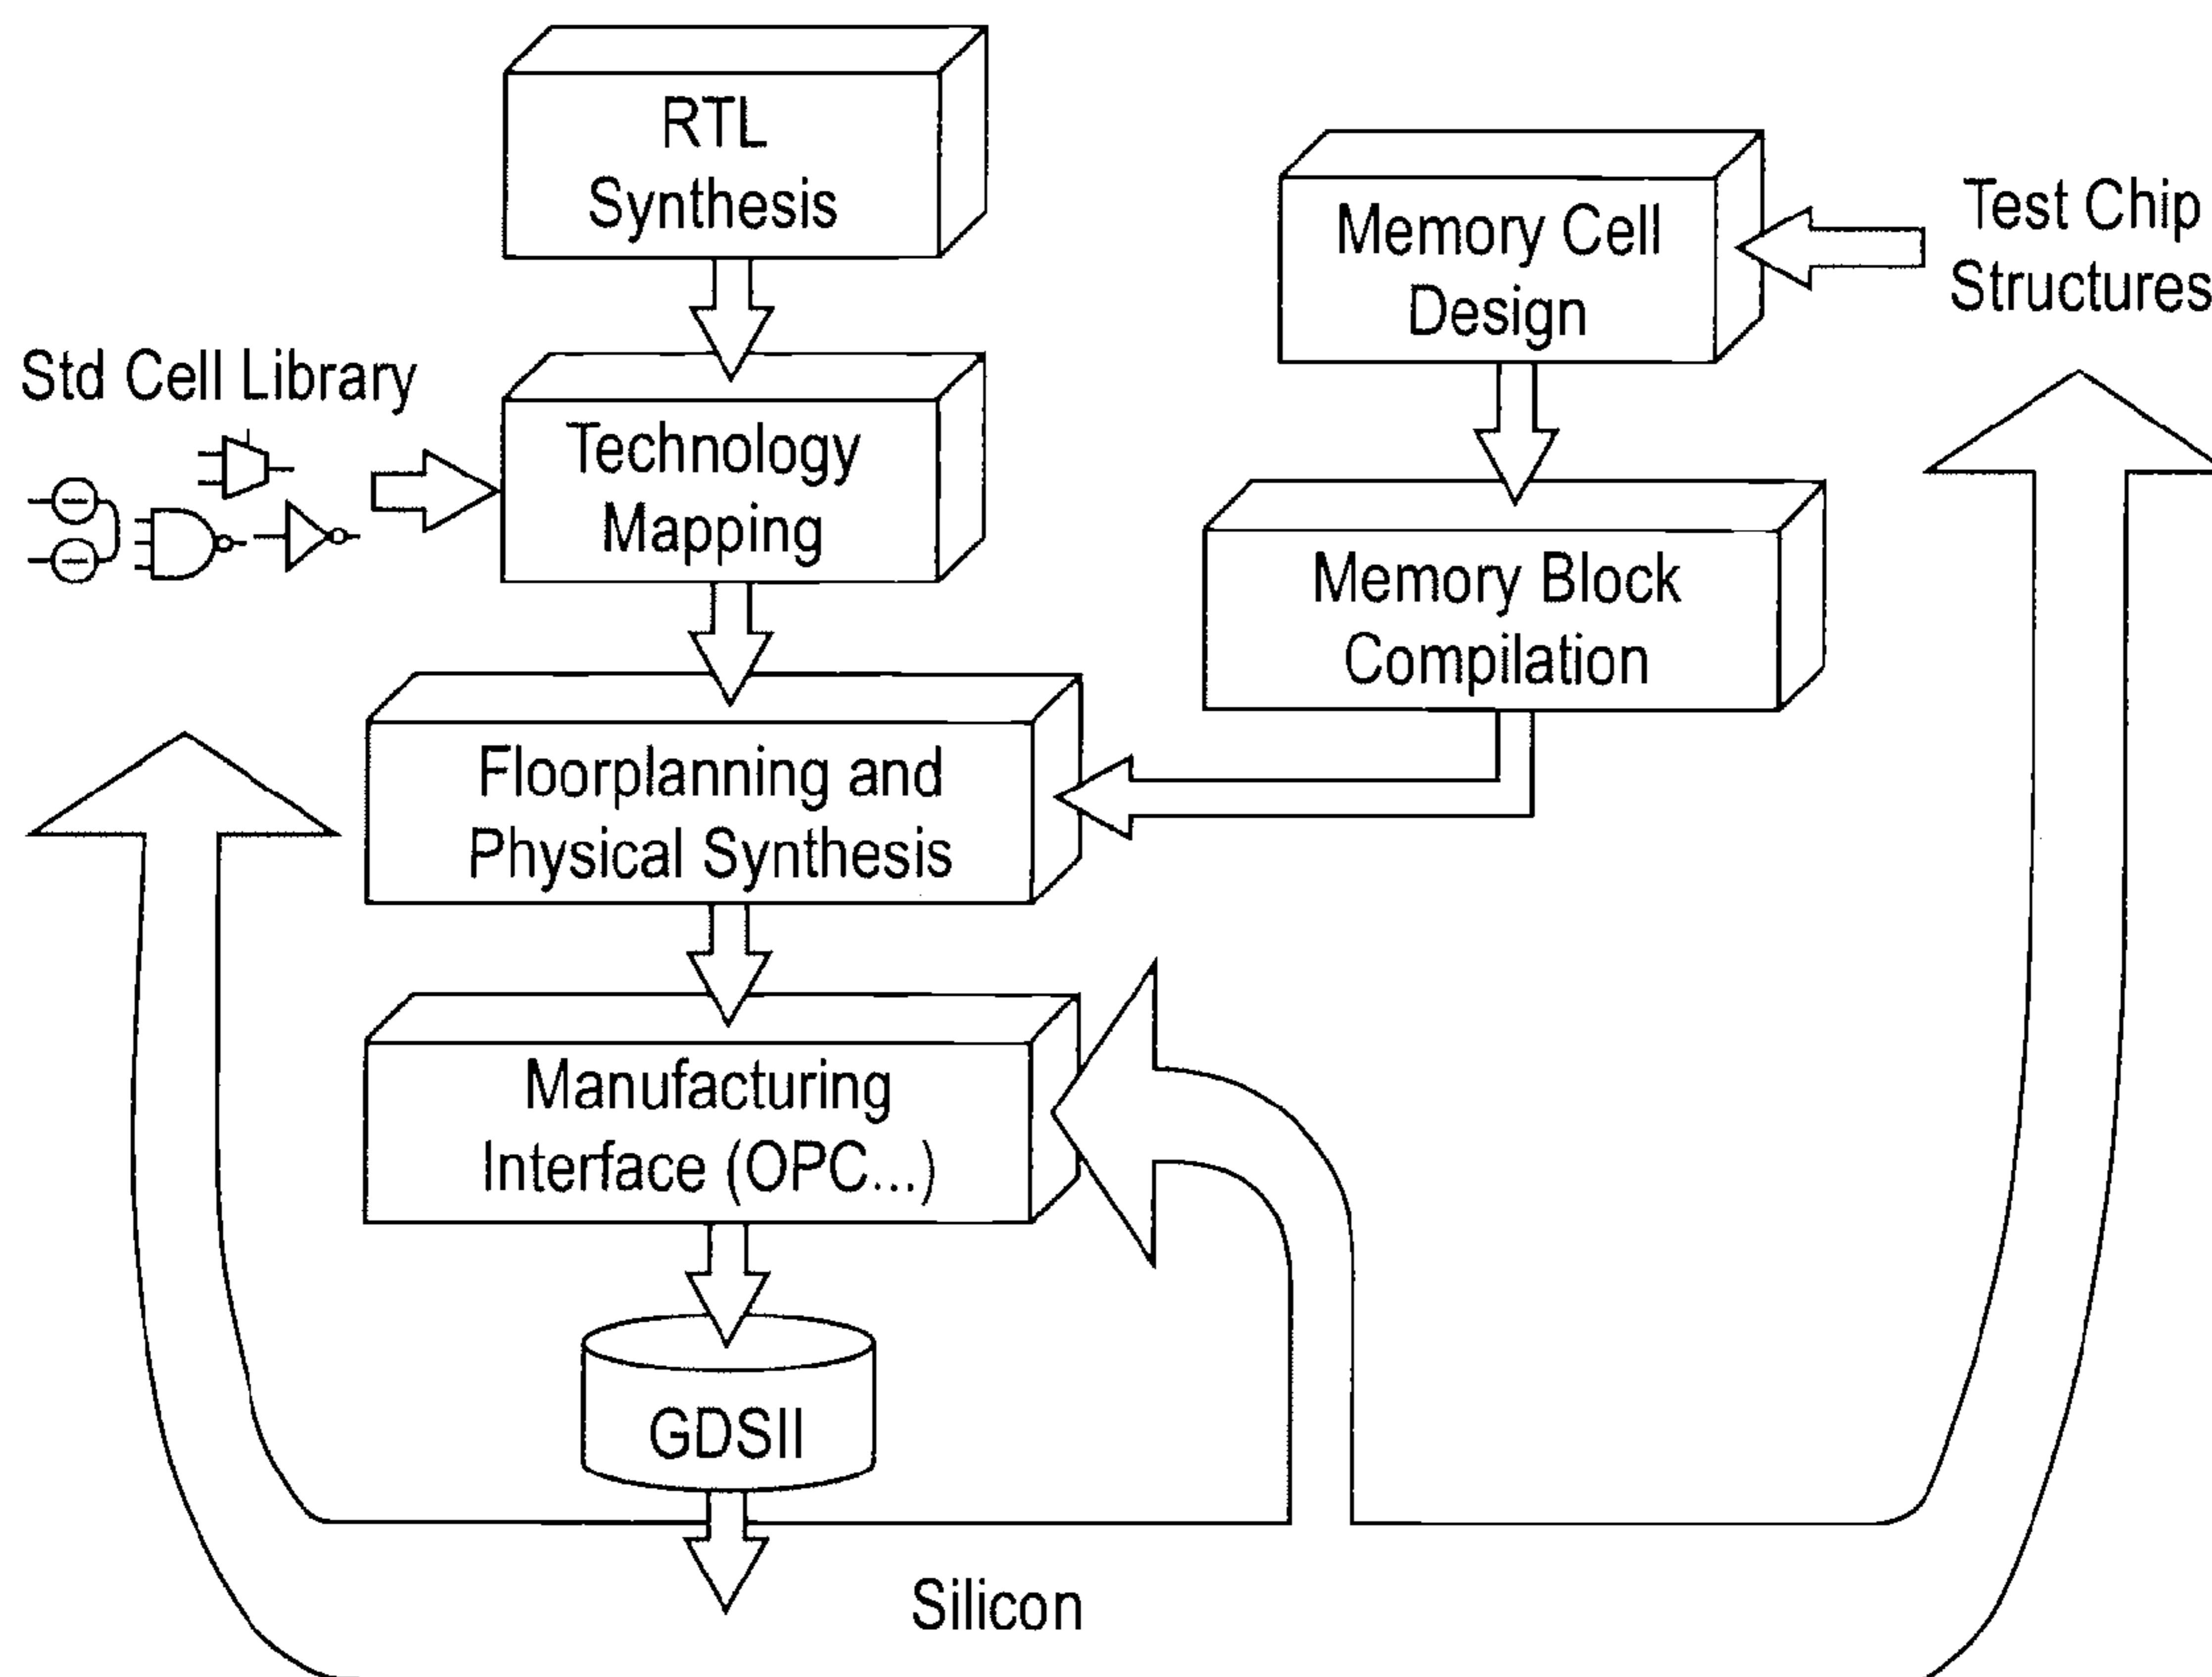 RTL
Synthesis
Memory Cell
Design
Test Chip
Structures
Std Cell Library
Technology
Mapping
Memory Block
Compilation
Floorplanning and
Physical Synthesis
Manufacturing
Interface (OPC...)
GDSII
Silicon